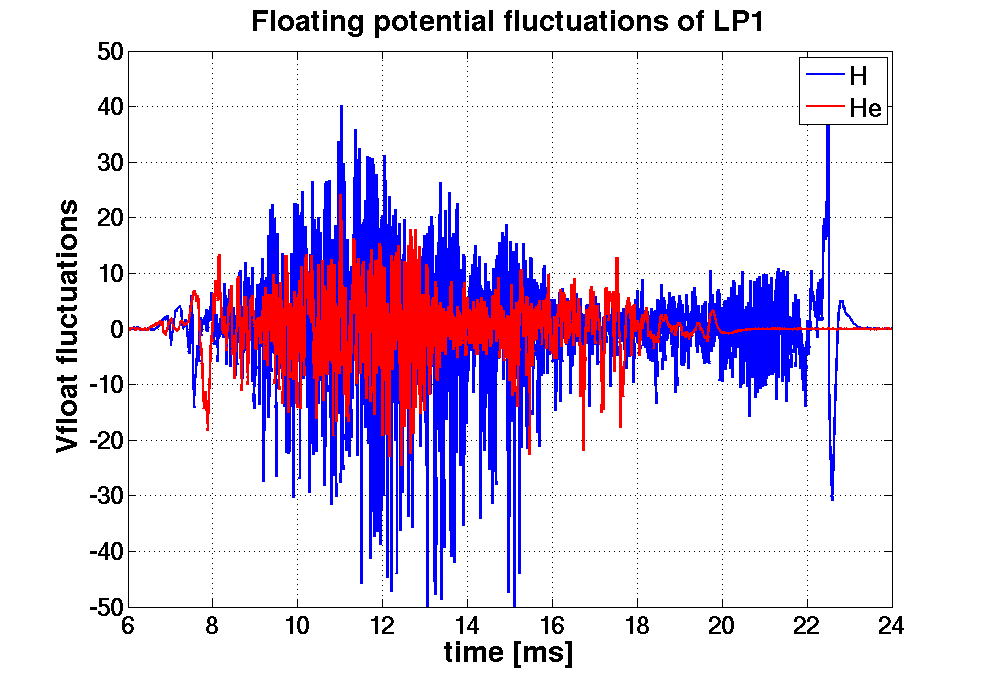 Floating potential fluctuations of LP1
50
40
30
20
10
0
-10
-20
-30
-40
-50
Vfloat fluctuations
H
He
6 8 10 12 14 16 18 20 22 24
time [ms]